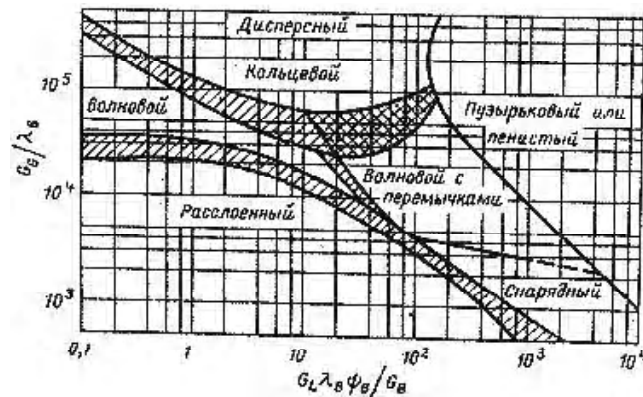 Дисперсный
Кольцевой
Волновой
Пузырьковый или
пенистый
Волновой с
перемычками
Расслоенный
Снарядный
G_G/λ_B
10⁵
10⁴
10³
0,1
1
10
10²
10³
10⁴
G_L λ_B ψ_B/G_B